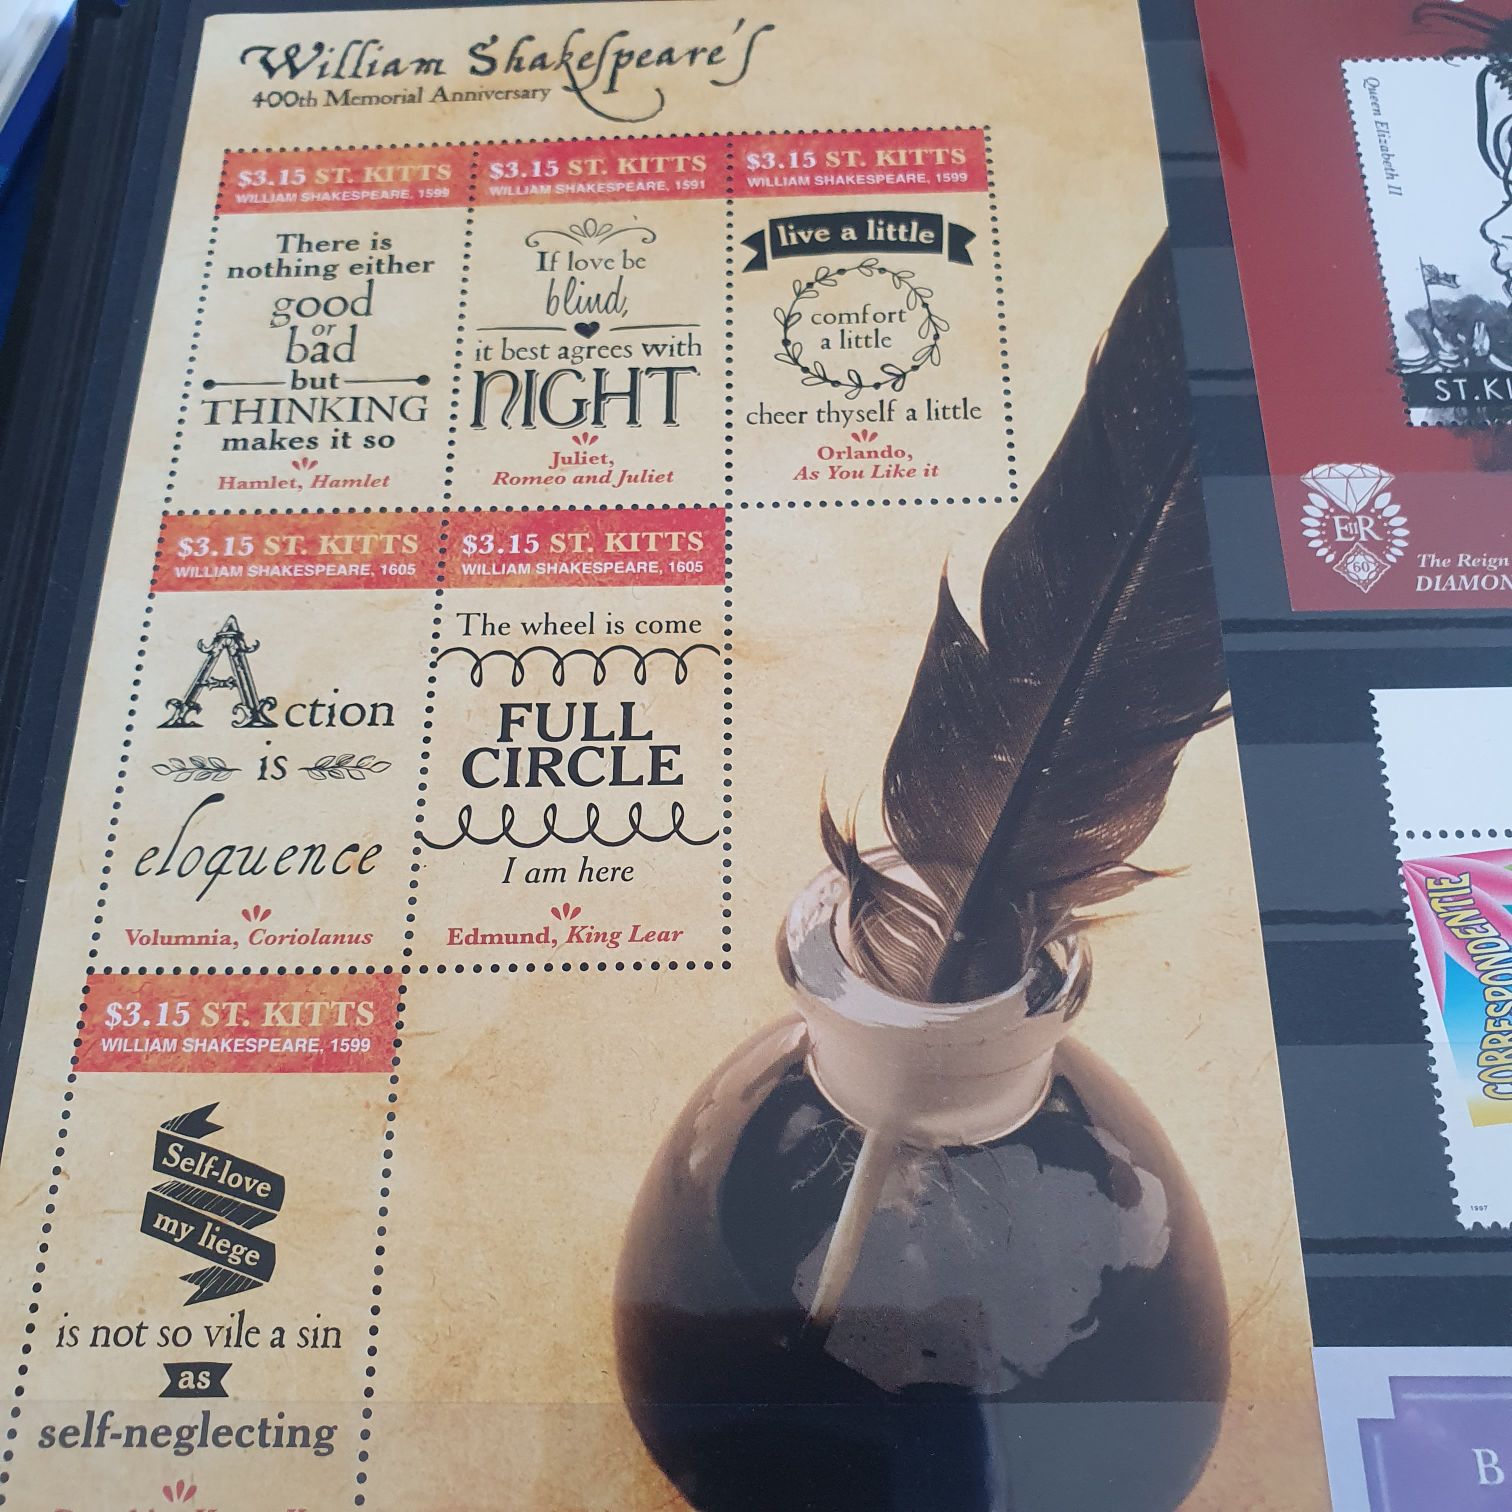 William Shakespeare's
400th Memorial Anniversary
$3.15 ST. KITTS
WILLIAM SHAKESPEARE, 1599
There is
nothing either
good
or
bad
but
THINKING
makes it so
Hamlet, Hamlet
$3.15 ST. KITTS
WILLIAM SHAKESPEARE, 1591
If love be
blind,
it best agrees with
NIGHT
Juliet,
Romeo and Juliet
$3.15 ST. KITTS
WILLIAM SHAKESPEARE, 1599
live a little
comfort
a little
cheer thyself a little
Orlando,
As You Like it
$3.15 ST. KITTS
WILLIAM SHAKESPEARE, 1605
Action
is
eloquence
Volumnia, Coriolanus
$3.15 ST. KITTS
WILLIAM SHAKESPEARE, 1605
The wheel is come
FULL
CIRCLE
I am here
Edmund, King Lear
$3.15 ST. KITTS
WILLIAM SHAKESPEARE, 1599
Self-love
my liege
is not so vile a sin
as
self-neglecting
Queen Elizabeth II
ST.KI
EIIR
60
The Reign
DIAMON
CORRESPONDENTIE
1997
B